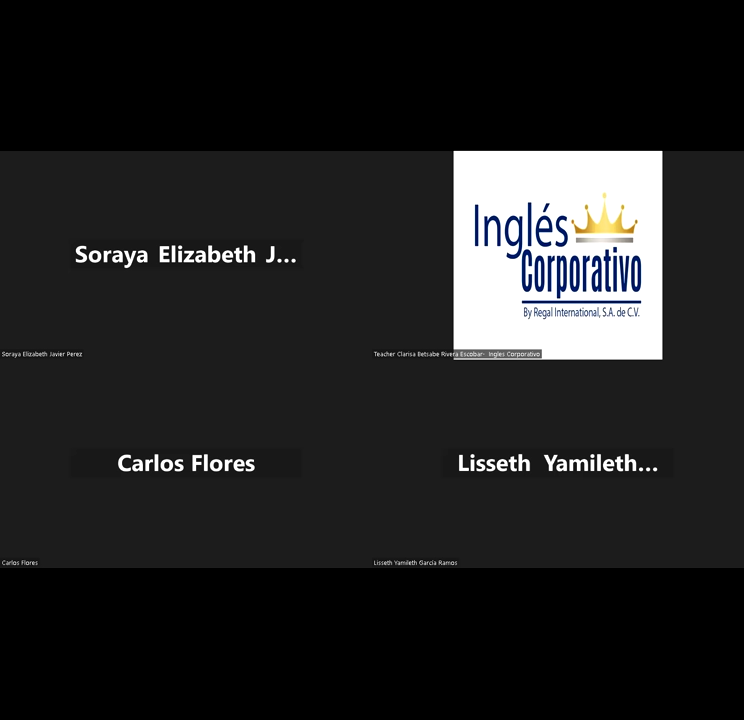 Soraya Elizabeth J...
Soraya Elizabeth Javier Perez
Inglés
Corporativo
By Regal International, S.A. de C.V.
Teacher Clarisa Betsabe Rivera Escobar- Ingles Corporativo
Carlos Flores
Carlos Flores
Lisseth Yamileth...
Lisseth Yamileth García Ramos